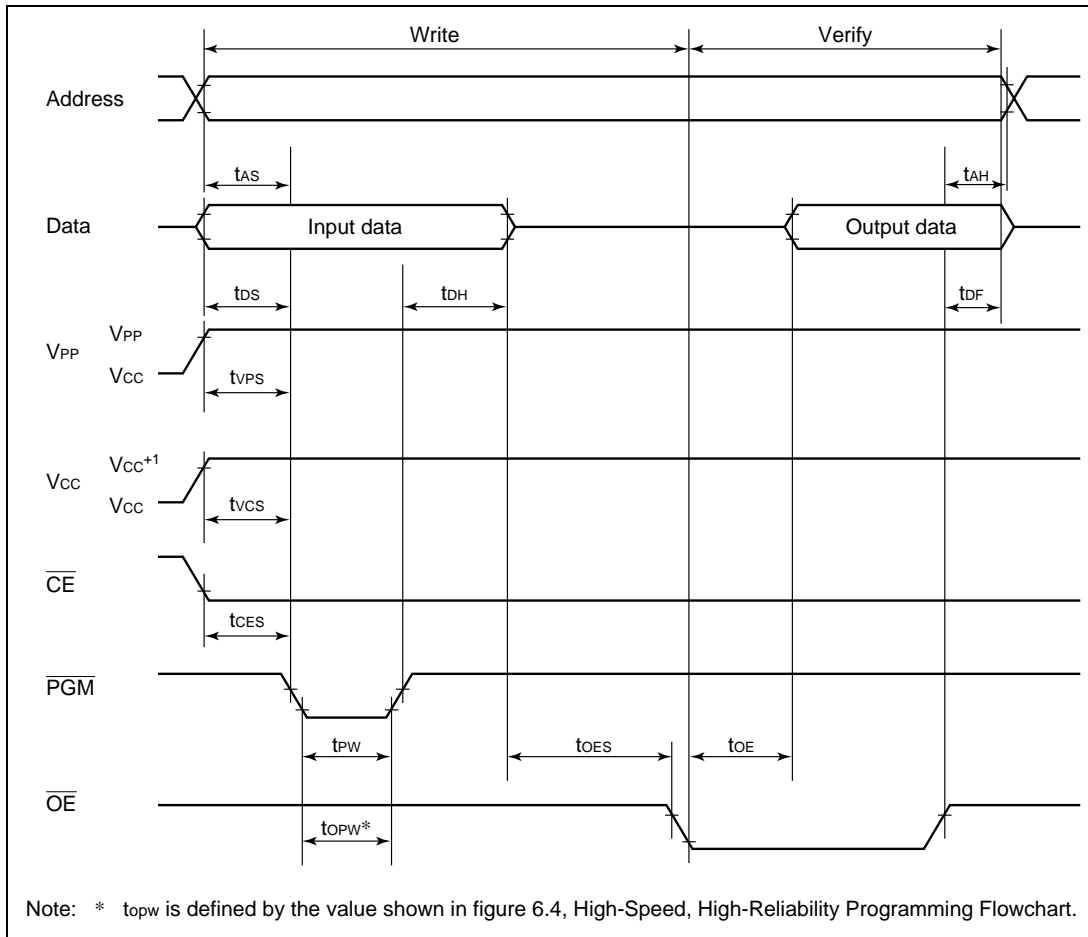 Write
Verify
Address
tAS
tAH
Data
Input data
Output data
tDS
tDH
tDF
VPP
VPP
VCC
tVPS
VCC
VCC+1
VCC
tVCS
CE
tCES
PGM
tPW
tOES
tOE
OE
tOPW*
Note: * topw is defined by the value shown in figure 6.4, High-Speed, High-Reliability Programming Flowchart.